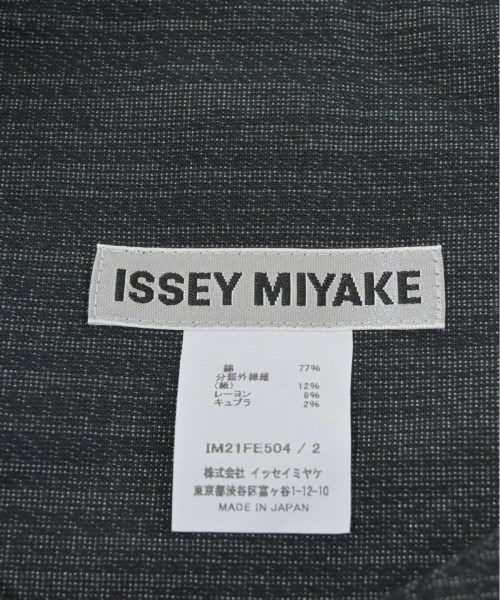 ISSEY MIYAKE
綿 77%
分類外繊維
(紙) 12%
レーヨン 9%
キュプラ 2%
IM21FE504 / 2
株式会社 イッセイミヤケ
東京都渋谷区富ヶ谷1-12-10
MADE IN JAPAN